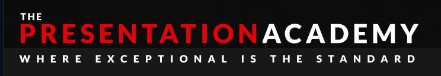 THE
PRESENTATIONACADEMY
WHERE EXCEPTIONAL IS THE STANDARD